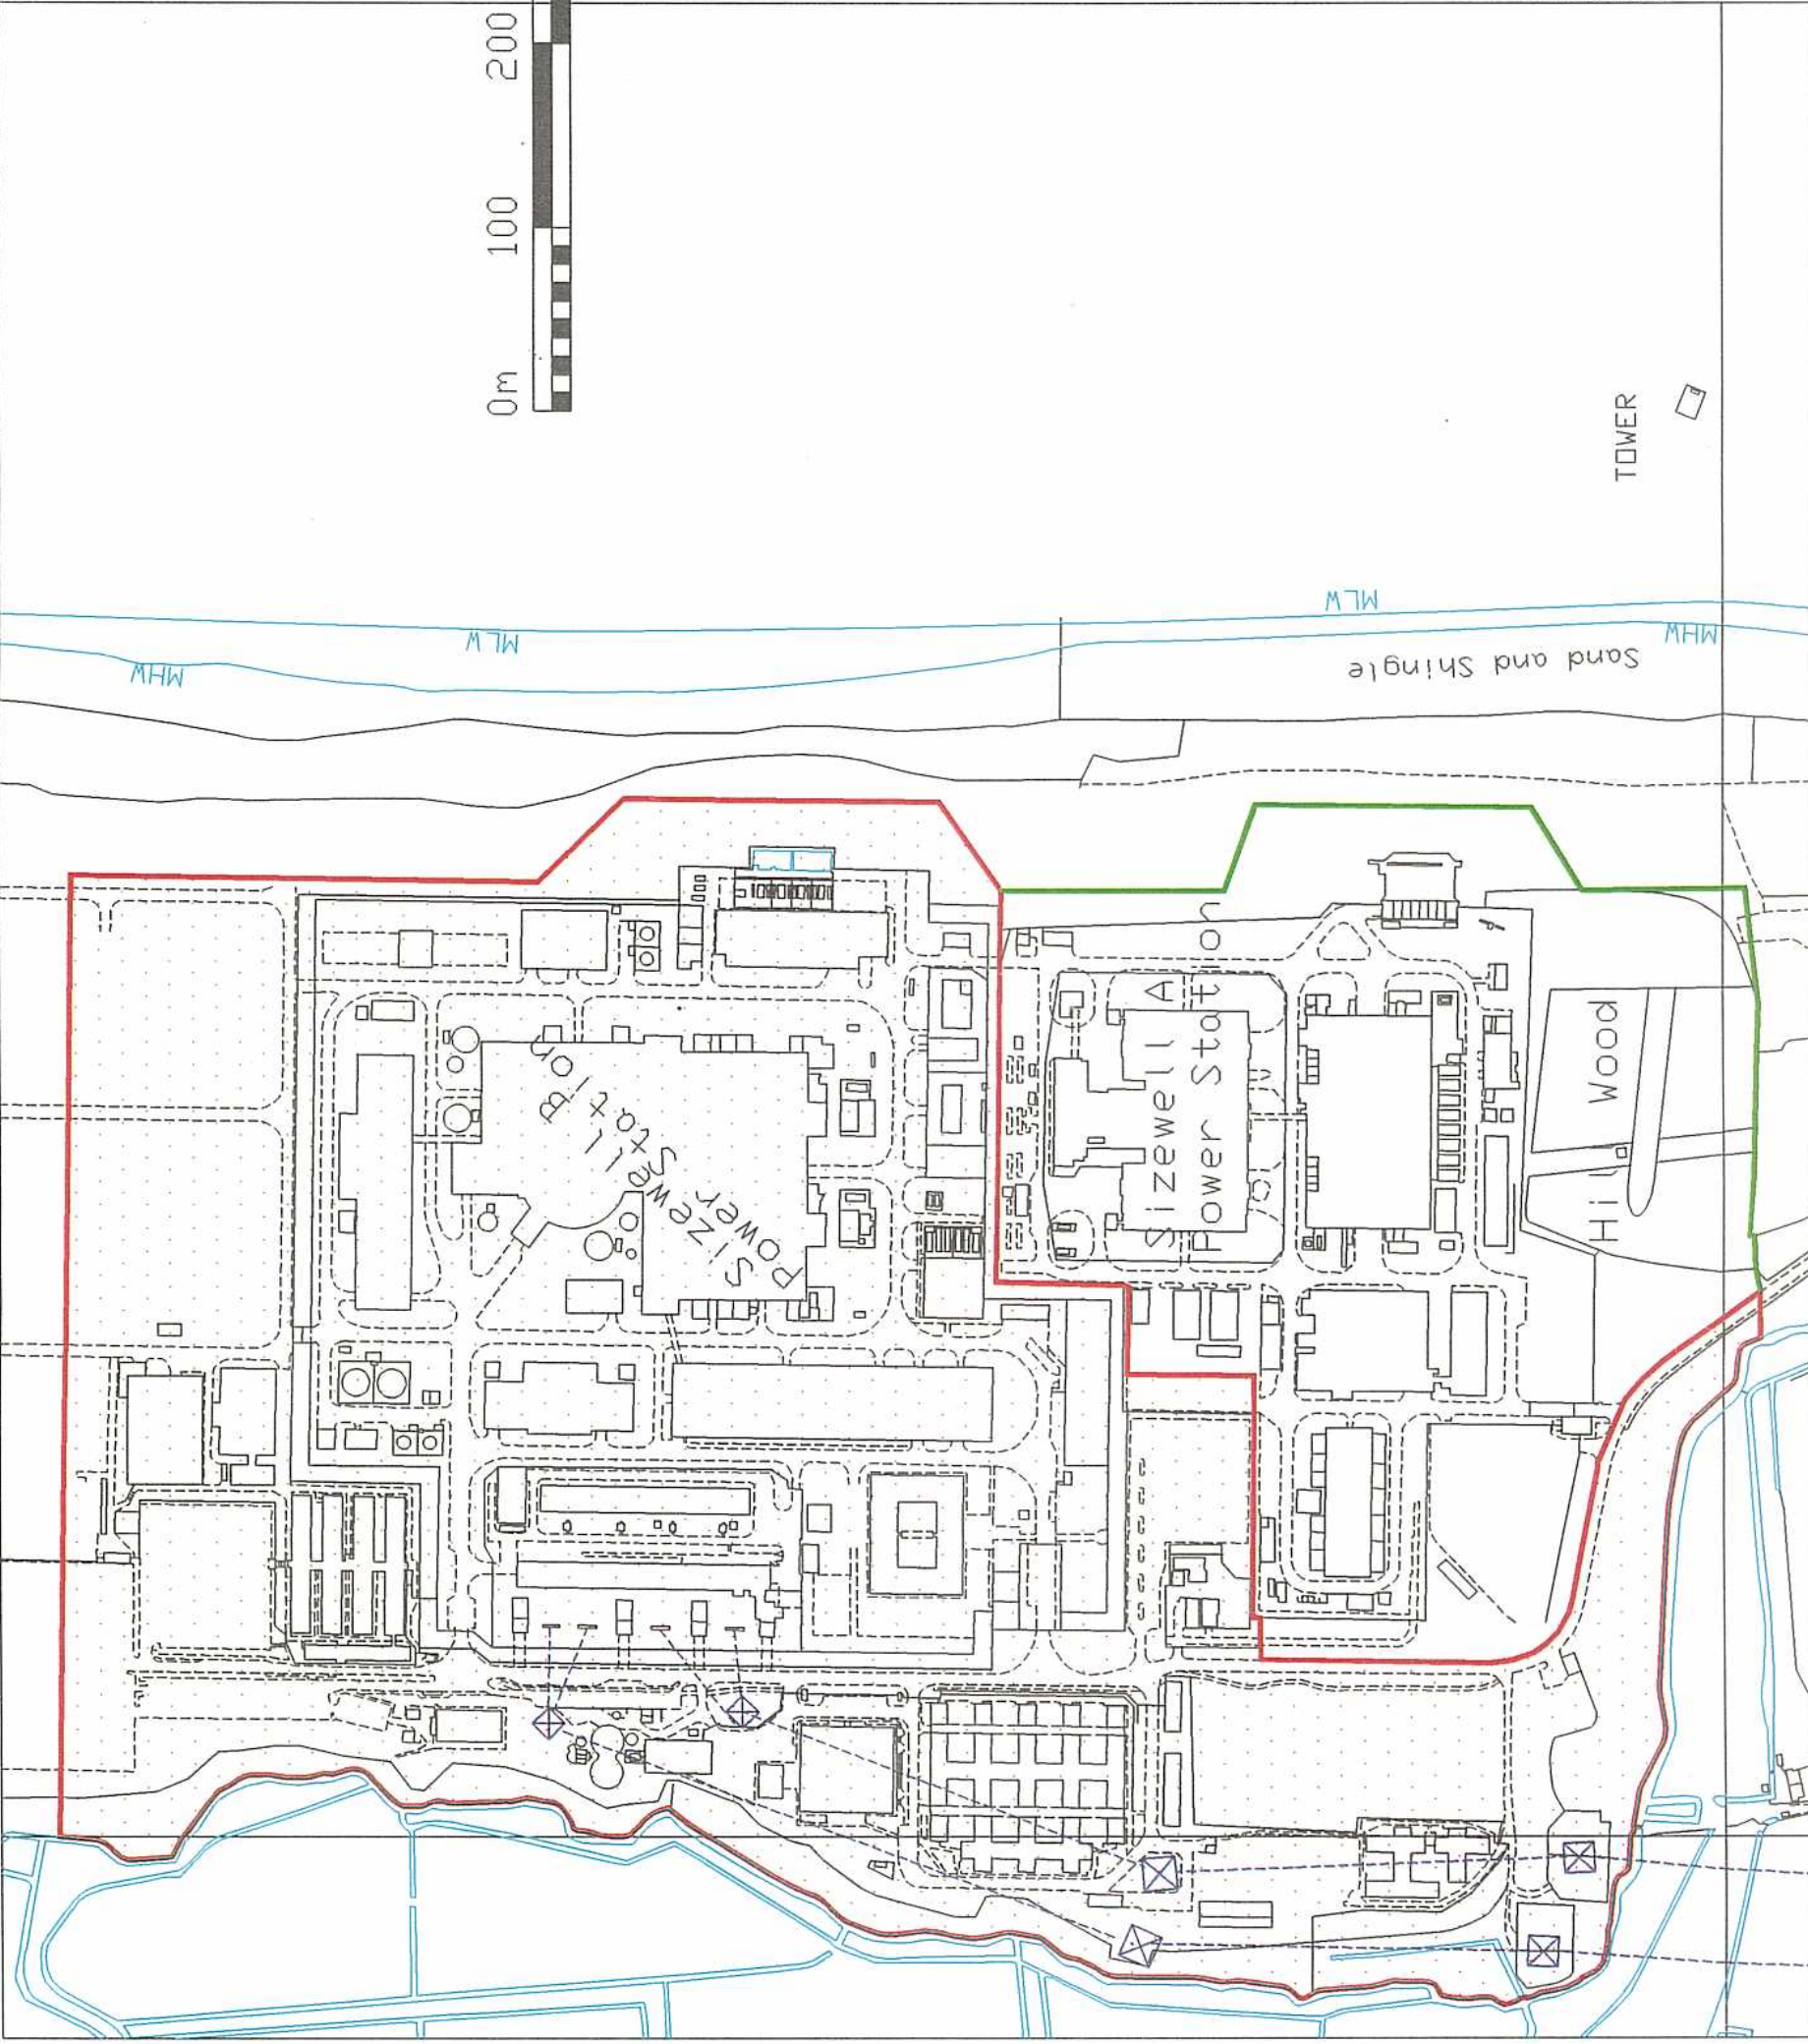 200
100
0m
TOWER
MLW
MLW
MHW
MHW
Sand and Shingle
Sizewell B
Power Station
Sizewell A
Power Station
Hill Wood